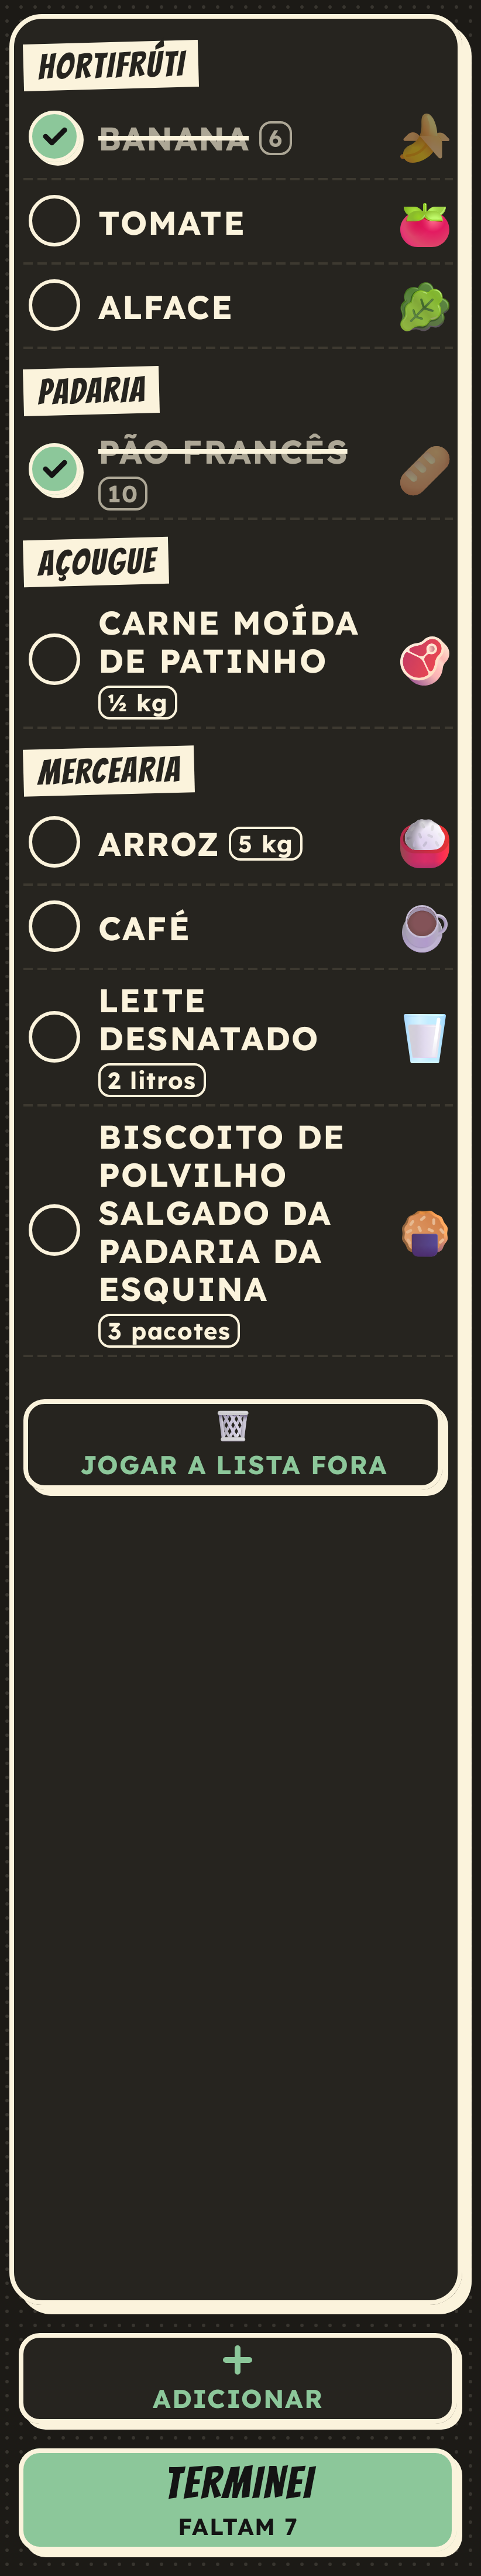 HORTIFRÚTI
BANANA 6
TOMATE
ALFACE
PADARIA
PÃO FRANCÊS
10
AÇOUGUE
CARNE MOÍDA
DE PATINHO
½ kg
MERCEARIA
ARROZ 5 kg
CAFÉ
LEITE
DESNATADO
2 litros
BISCOITO DE
POLVILHO
SALGADO DA
PADARIA DA
ESQUINA
3 pacotes
JOGAR A LISTA FORA
ADICIONAR
TERMINEI
FALTAM 7